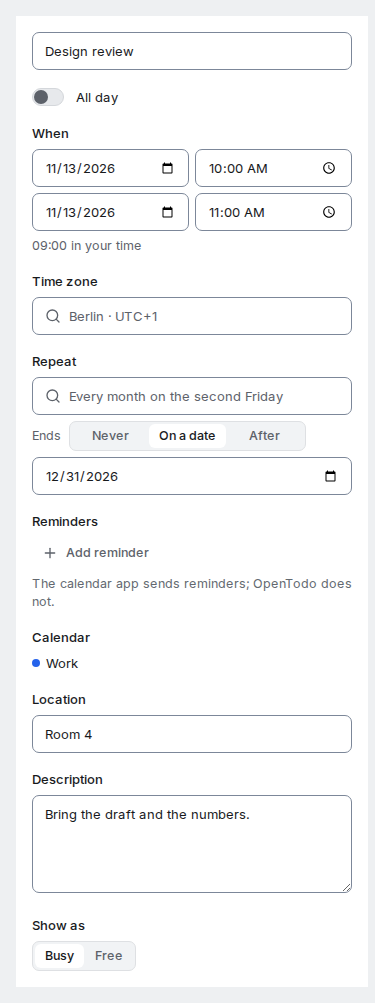 Design review
All day
When
11/13/2026 10:00 AM
11/13/2026 11:00 AM
09:00 in your time
Time zone
Berlin · UTC+1
Repeat
Every month on the second Friday
Ends Never On a date After
12/31/2026
Reminders
Add reminder
The calendar app sends reminders; OpenTodo does
not.
Calendar
Work
Location
Room 4
Description
Bring the draft and the numbers.
Show as
Busy Free